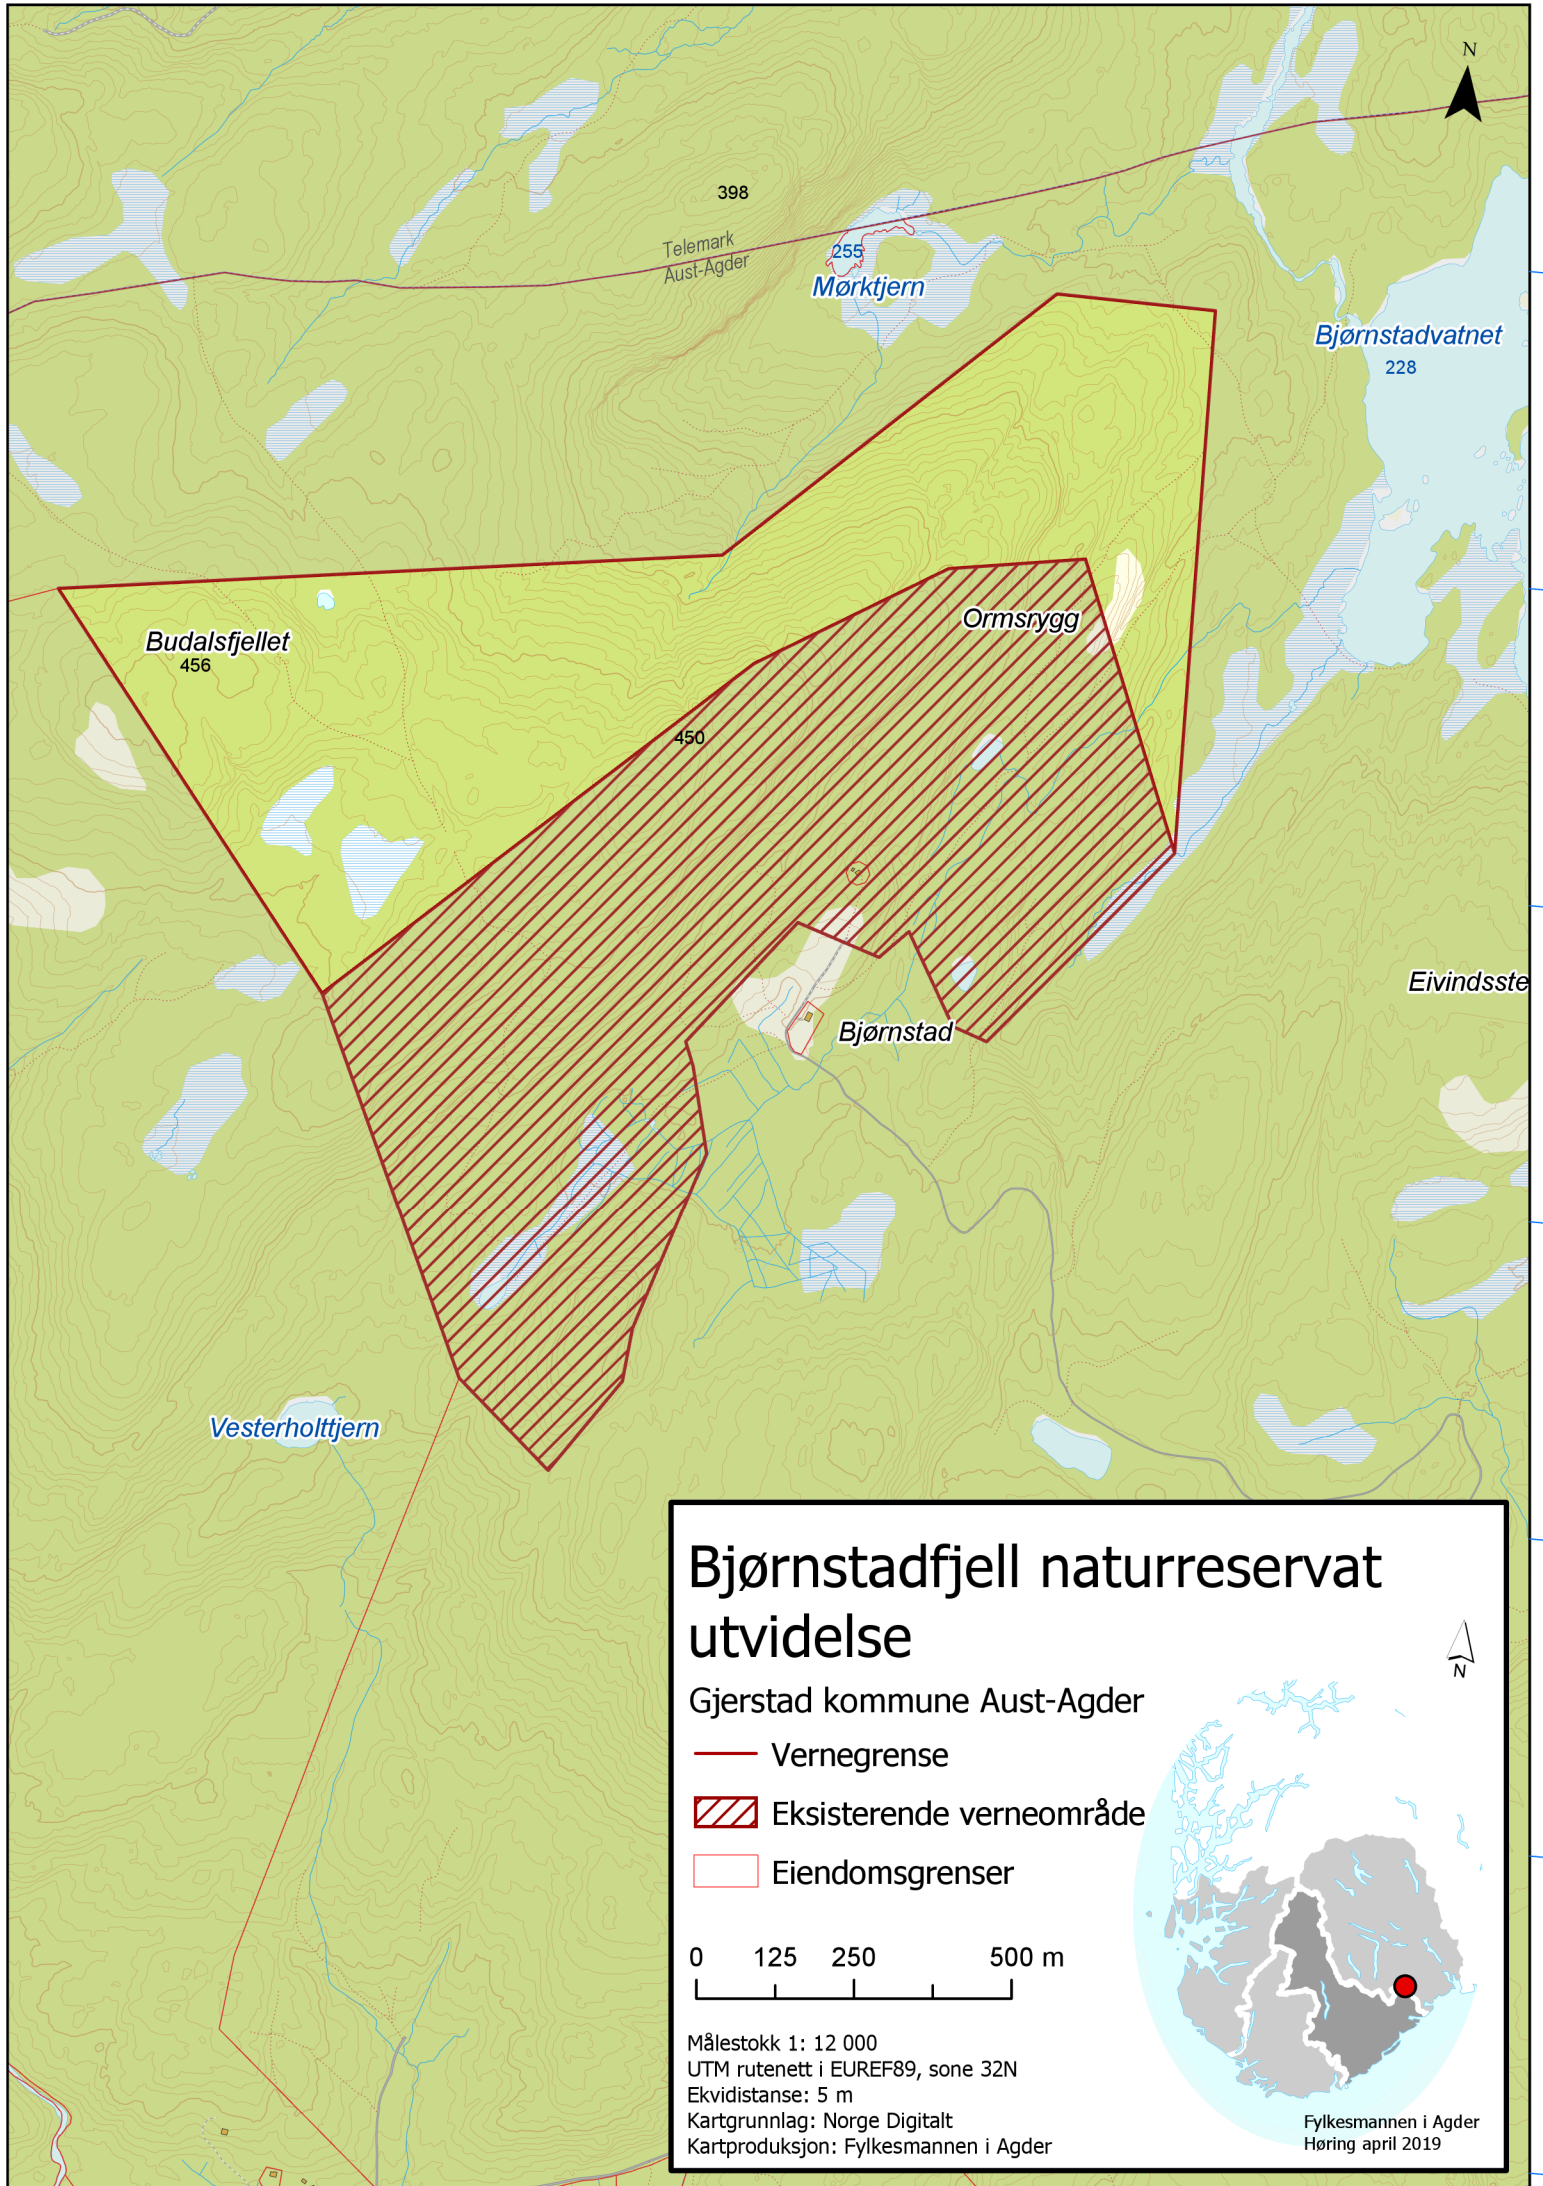 N
398
Telemark
Aust-Agder
255
Mørktjern
Bjørnstadvatnet
228
Ormsrygg
Budalsfjellet
456
450
Eivindsste
Bjørnstad
Vesterholttjern
Bjørnstadfjell naturreservat
utvidelse
N
Gjerstad kommune Aust-Agder
Vernegrense
Eksisterende verneområde
Eiendomsgrenser
0 125 250 500 m
Målestokk 1: 12 000
UTM rutenett i EUREF89, sone 32N
Ekvidistanse: 5 m
Kartgrunnlag: Norge Digitalt
Kartproduksjon: Fylkesmannen i Agder
Fylkesmannen i Agder
Høring april 2019